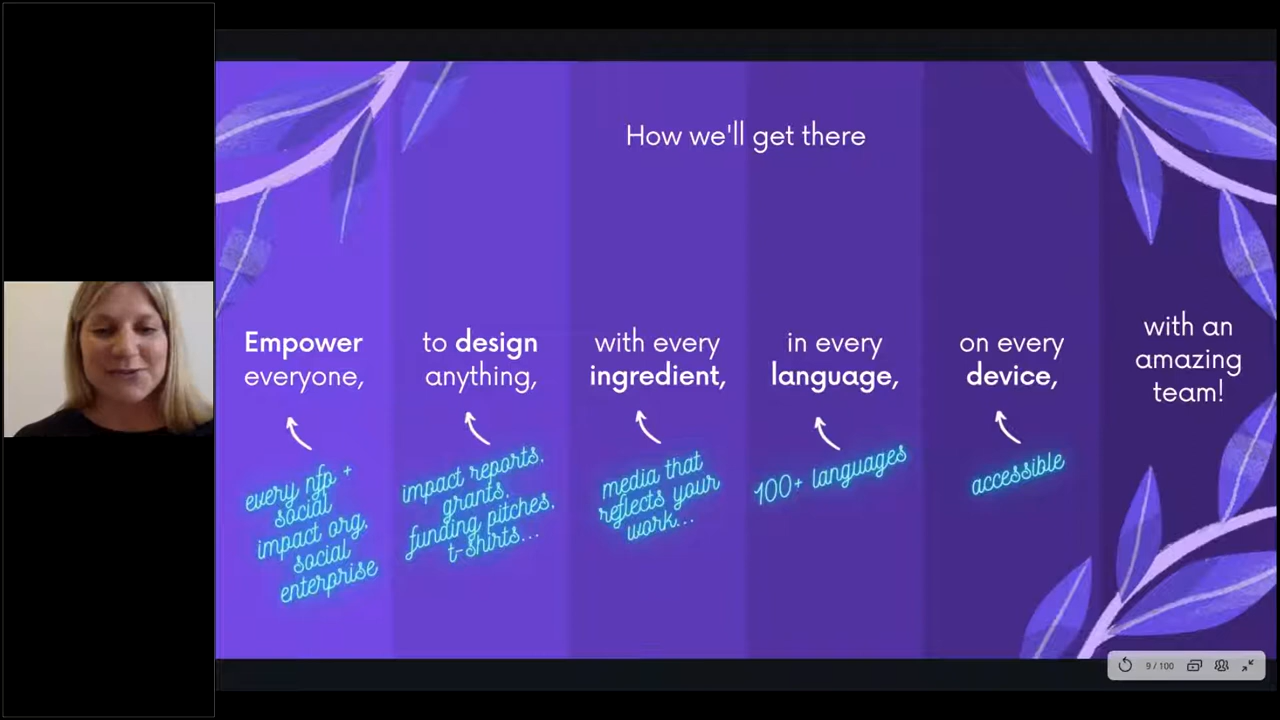 How we'll get there
Empower
everyone,
to design
anything,
with every
ingredient,
in every
language,
on every
device,
with an
amazing
team!
every nfp +
social
impact org,
social
enterprise
impact reports,
grants,
funding pitches,
t-shirts...
media that
reflects your
work...
100+ languages
accessible
9 / 100